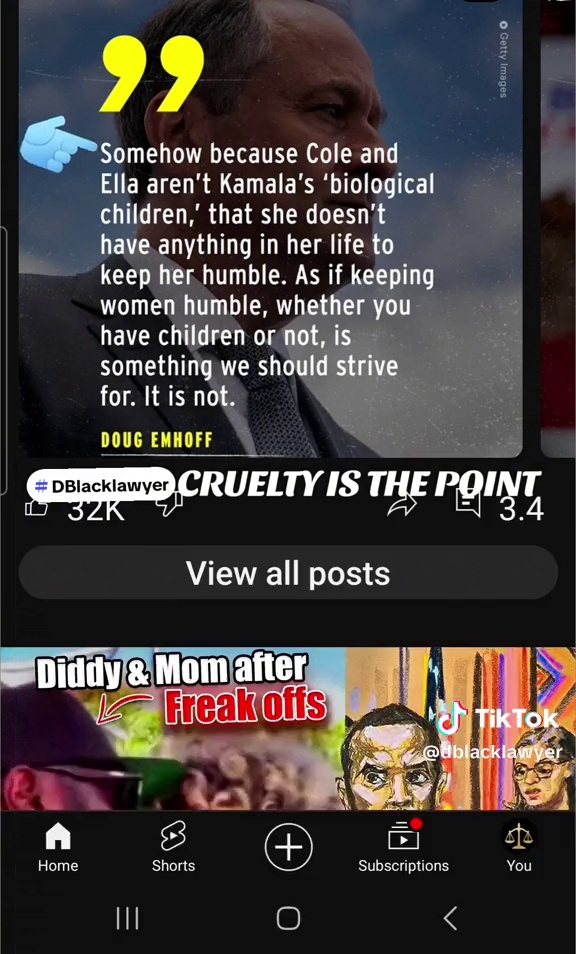 Getty Images
”
Somehow because Cole and
Ella aren’t Kamala’s ‘biological
children,’ that she doesn’t
have anything in her life to
keep her humble. As if keeping
women humble, whether you
have children or not, is
something we should strive
for. It is not.
DOUG EMHOFF
# DBlacklawyer CRUELTY IS THE POINT
32K 3.4
View all posts
Diddy & Mom after
Freak offs
TikTok
@dblacklawyer
Home Shorts Subscriptions You